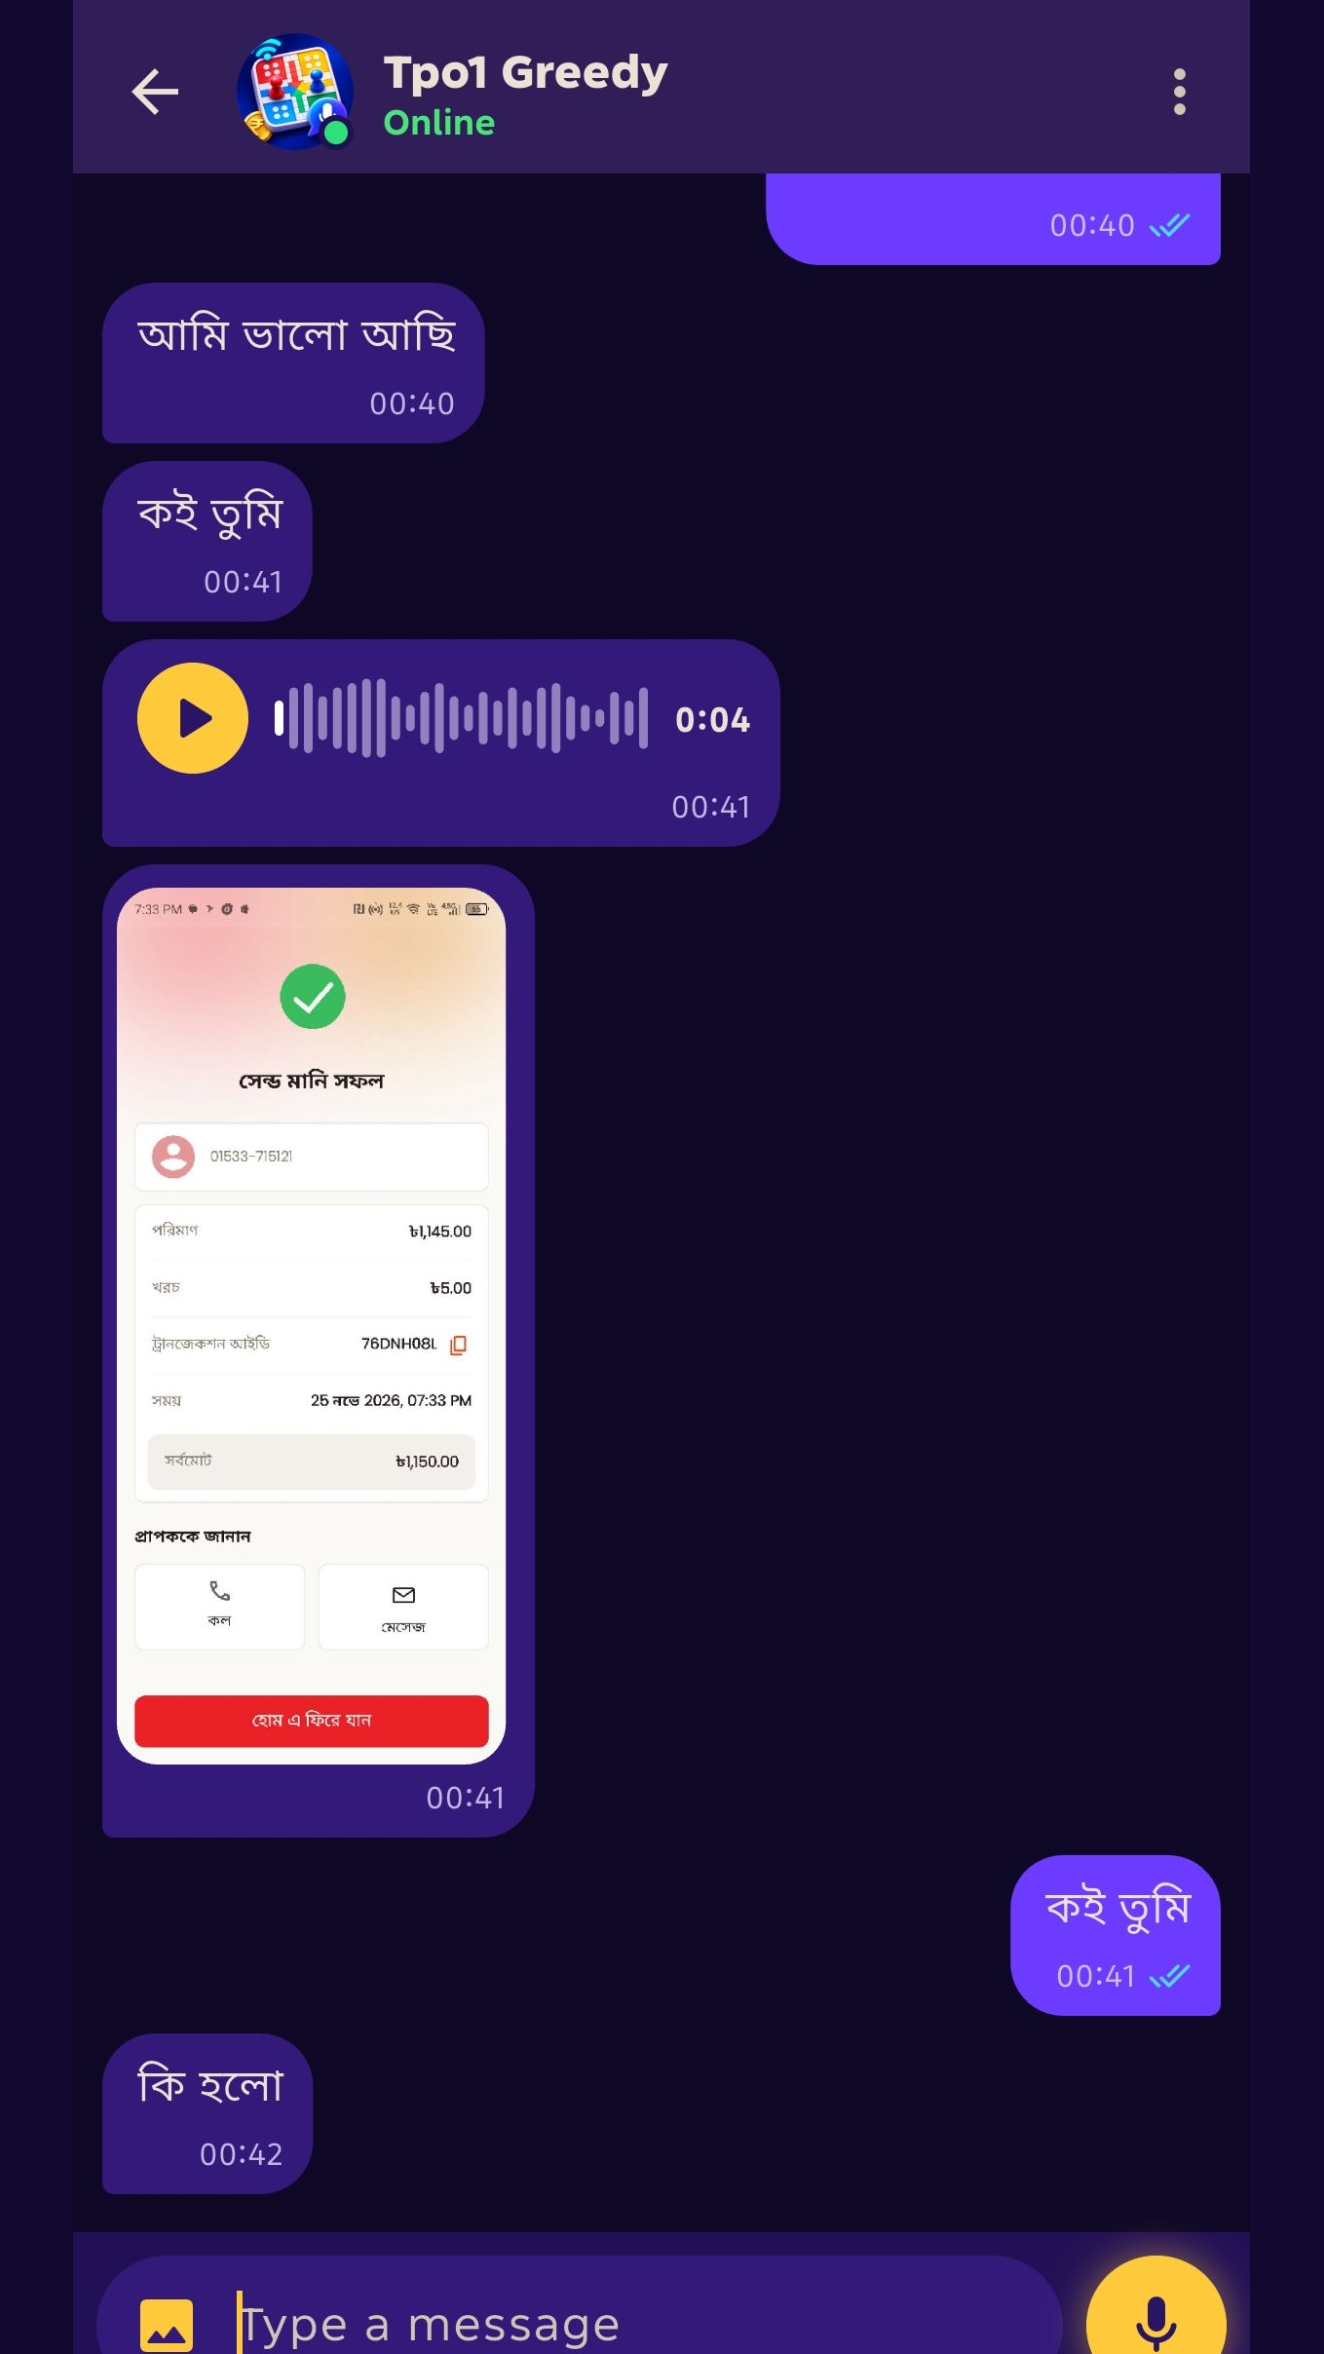 Tpo1 Greedy
Online
00:40
আমি ভালো আছি
00:40
কই তুমি
00:41
0:04
00:41
7:33 PM
সেন্ড মানি সফল
01533-715121
পরিমাণ ৳1,145.00
খরচ ৳5.00
ট্রানজেকশন আইডি 76DNH08L
সময় 25 নভে 2026, 07:33 PM
সর্বমোট ৳1,150.00
প্রাপককে জানান
কল মেসেজ
হোম এ ফিরে যান
00:41
কই তুমি
00:41
কি হলো
00:42
Type a message